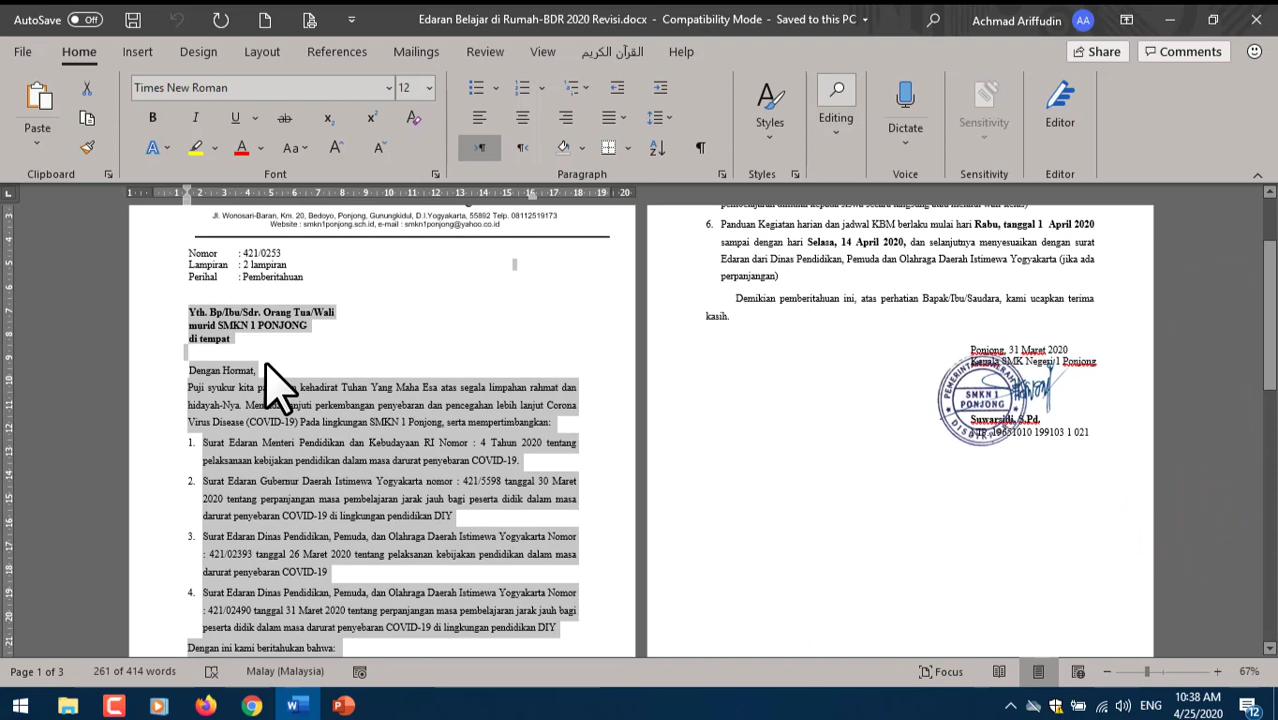 AutoSave Off
Edaran Belajar di Rumah-BDR 2020 Revisi.docx - Compatibility Mode - Saved to this PC
Achmad Ariffudin AA
File Home Insert Design Layout References Mailings Review View القرآن الكريم Help
Share Comments
Times New Roman 12
Paste
Styles
Editing
Dictate
Sensitivity
Editor
Clipboard Font Paragraph Styles Voice Sensitivity Editor
Jl. Wonosari-Baran, Km. 20, Bedoyo, Ponjong, Gunungkidul, D.I.Yogyakarta, 55892 Telp. 08112519173
Website : smkn1ponjong.sch.id, e-mail : smkn1ponjong@yahoo.co.id
Nomor : 421/0253
Lampiran : 2 lampiran
Perihal : Pemberitahuan
Yth. Bp/Ibu/Sdr. Orang Tua/Wali
murid SMKN 1 PONJONG
di tempat
Dengan Hormat,
Puji syukur kita kehadirat Tuhan Yang Maha Esa atas segala limpahan rahmat dan
hidayah-Nya. perkembangan penyebaran dan pencegahan lebih lanjut Corona
Virus Disease (COVID-19) Pada lingkungan SMKN 1 Ponjong, serta mempertimbangkan:
1. Surat Edaran Menteri Pendidikan dan Kebudayaan RI Nomor : 4 Tahun 2020 tentang
pelaksanaan kebijakan pendidikan dalam masa darurat penyebaran COVID-19.
2. Surat Edaran Gubernur Daerah Istimewa Yogyakarta nomor : 421/5598 tanggal 30 Maret
2020 tentang perpanjangan masa pembelajaran jarak jauh bagi peserta didik dalam masa
darurat penyebaran COVID-19 di lingkungan pendidikan DIY
3. Surat Edaran Dinas Pendidikan, Pemuda, dan Olahraga Daerah Istimewa Yogyakarta Nomor
: 421/02393 tanggal 26 Maret 2020 tentang pelaksanan kebijakan pendidikan dalam masa
darurat penyebaran COVID-19
4. Surat Edaran Dinas Pendidikan, Pemuda, dan Olahraga Daerah Istimewa Yogyakarta Nomor
: 421/02490 tanggal 31 Maret 2020 tentang perpanjangan masa pembelajaran jarak jauh bagi
peserta didik dalam masa darurat penyebaran COVID-19 di lingkungan pendidikan DIY
Dengan ini kami beritahukan bahwa:
6. Panduan Kegiatan harian dan jadwal KBM berlaku mulai hari Rabu, tanggal 1 April 2020
sampai dengan hari Selasa, 14 April 2020, dan selanjutnya menyesuaikan dengan surat
Edaran dari Dinas Pendidikan, Pemuda dan Olahraga Daerah Istimewa Yogyakarta (jika ada
perpanjangan)
Demikian pemberitahuan ini, atas perhatian Bapak/Ibu/Saudara, kami ucapkan terima
kasih.
Ponjong, 31 Maret 2020
Kepala SMK Negeri 1 Ponjong
SMKN 1
PONJONG
Suwarsidi, S.Pd.
19651010 199103 1 021
Page 1 of 3 261 of 414 words Malay (Malaysia) Focus 67%
ENG 10:38 AM
4/25/2020 12